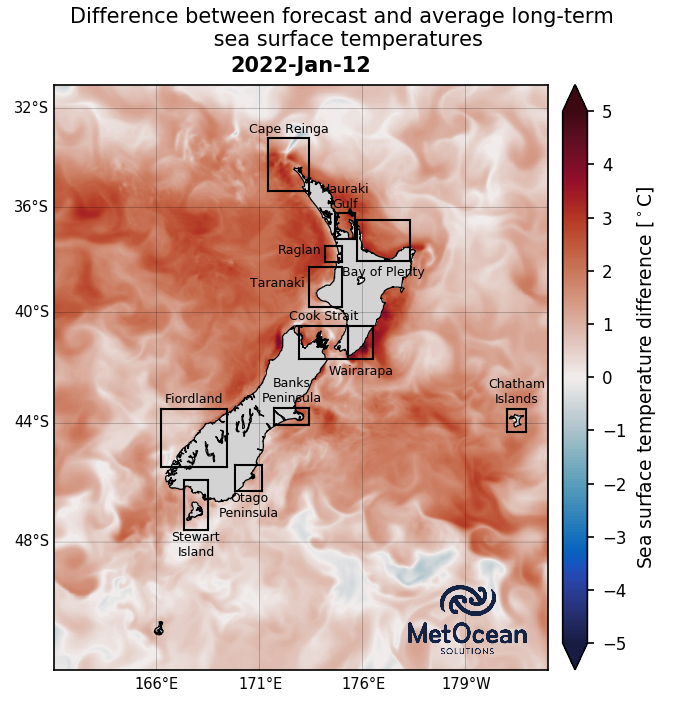 Difference between forecast and average long-term
sea surface temperatures
2022-Jan-12
32°S
36°S
40°S
44°S
48°S
Cape Reinga
Hauraki
Gulf
Raglan
Bay of Plenty
Taranaki
Cook Strait
Wairarapa
Banks
Peninsula
Fiordland
Chatham
Islands
Otago
Peninsula
Stewart
Island
MetOcean
SOLUTIONS
166°E
171°E
176°E
179°W
5
4
3
2
1
0
−1
−2
−3
−4
−5
Sea surface temperature difference [°C]